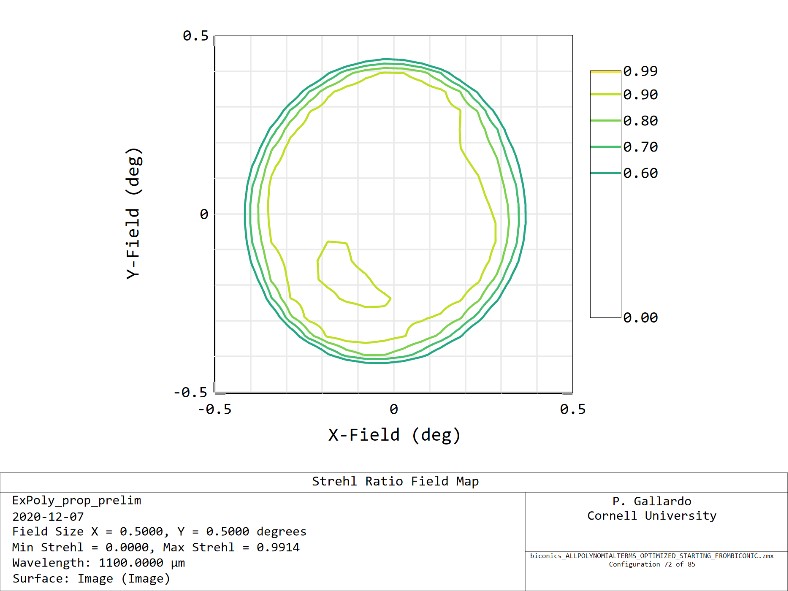 0.5
0
-0.5
-0.5
0
0.5
Y-Field (deg)
X-Field (deg)
0.99
0.90
0.80
0.70
0.60
0.00
Strehl Ratio Field Map
ExPoly_prop_prelim
2020-12-07
Field Size X = 0.5000, Y = 0.5000 degrees
Min Strehl = 0.0000, Max Strehl = 0.9914
Wavelength: 1100.0000 µm
Surface: Image (Image)
P. Gallardo
Cornell University
biconics_ALLPOLYNOMIALTERMS_OPTIMIZED_STARTING_FROMBICONIC.zmx
Configuration 72 of 85